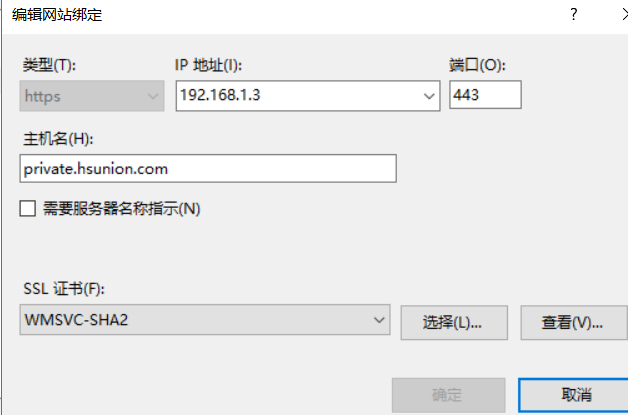 编辑网站绑定
?
类型(T):
IP 地址(I):
端口(O):
https
192.168.1.3
443
主机名(H):
private.hsunion.com
需要服务器名称指示(N)
SSL 证书(F):
WMSVC-SHA2
选择(L)...
查看(V)...
确定
取消